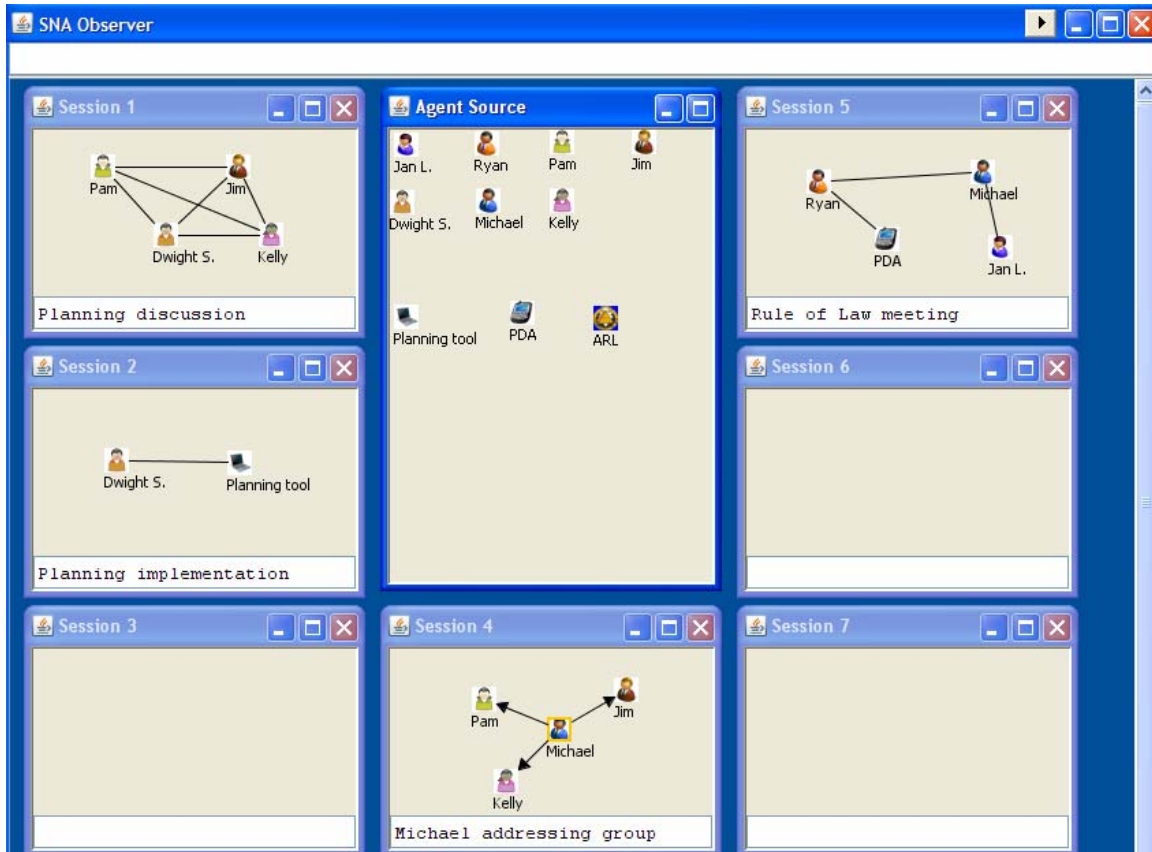 SNA Observer
Session 1
Pam
Jim
Dwight S.
Kelly
Planning discussion
Agent Source
Jan L.
Ryan
Pam
Jim
Dwight S.
Michael
Kelly
Planning tool
PDA
ARL
Session 5
Ryan
Michael
PDA
Jan L.
Rule of Law meeting
Session 2
Dwight S.
Planning tool
Planning implementation
Session 6
Session 3
Session 4
Pam
Jim
Michael
Kelly
Michael addressing group
Session 7